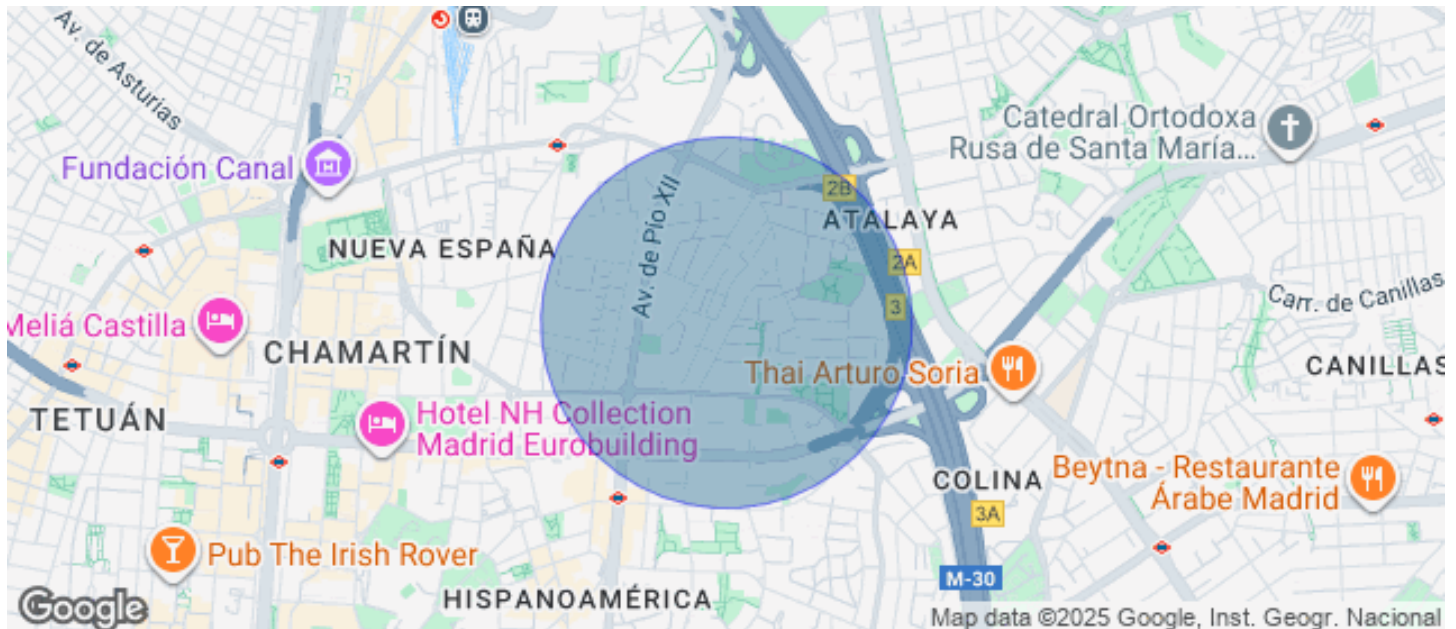 Av. de Asturias
Fundación Canal
Catedral Ortodoxa
Rusa de Santa María...
2B
ATALAYA
NUEVA ESPAÑA
Av. de Pío XII
2A
3
Carr. de Canillas
Meliá Castilla
CHAMARTÍN
Thai Arturo Soria
CANILLAS
TETUÁN
Hotel NH Collection
Madrid Eurobuilding
COLINA
Beytna - Restaurante
Árabe Madrid
3A
Pub The Irish Rover
M-30
HISPANOAMÉRICA
Google
Map data ©2025 Google, Inst. Geogr. Nacional